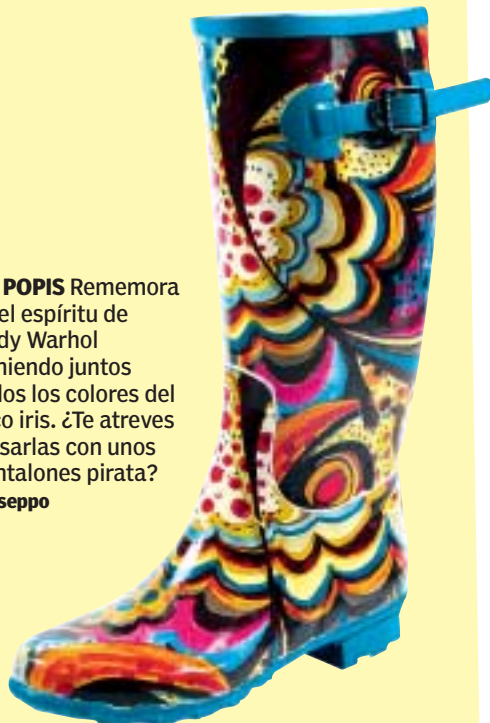 POPIS Rememora
el espíritu de
dy Warhol
niendo juntos
dos los colores del
co iris. ¿Te atreves
sarlas con unos
ntalones pirata?
seppo